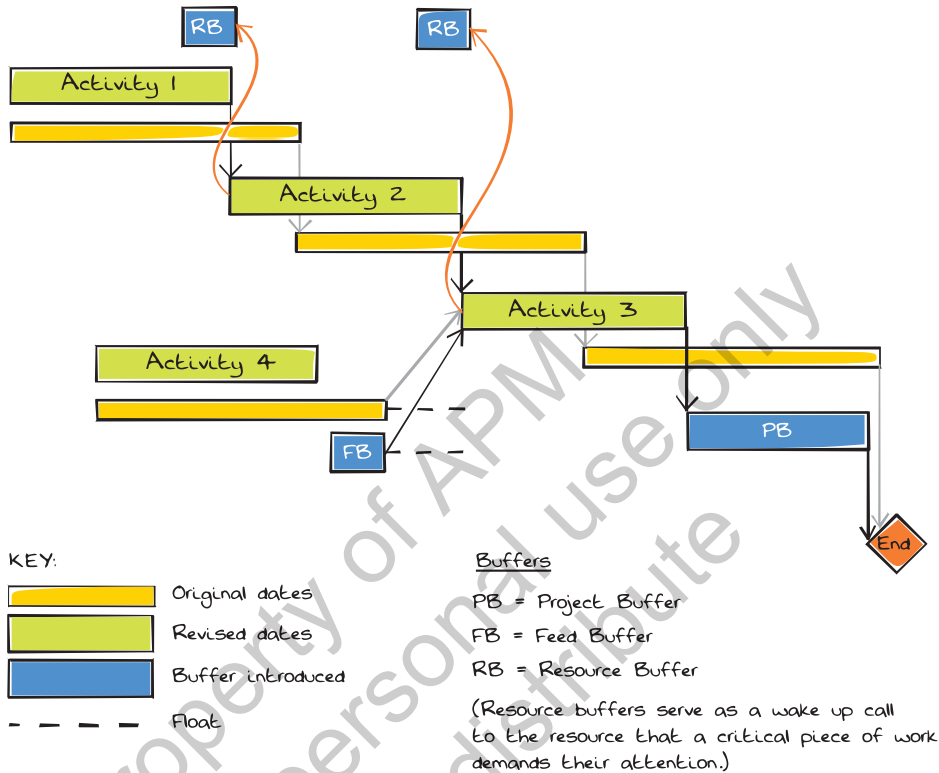 RB
RB
Activity 1
Activity 2
Activity 3
Activity 4
PB
FB
End
KEY:
Original dates
Revised dates
Buffer introduced
Float
Buffers
PB = Project Buffer
FB = Feed Buffer
RB = Resource Buffer
(Resource buffers serve as a wake up call
to the resource that a critical piece of work
demands their attention.)
property of APM
personal use only
distribute